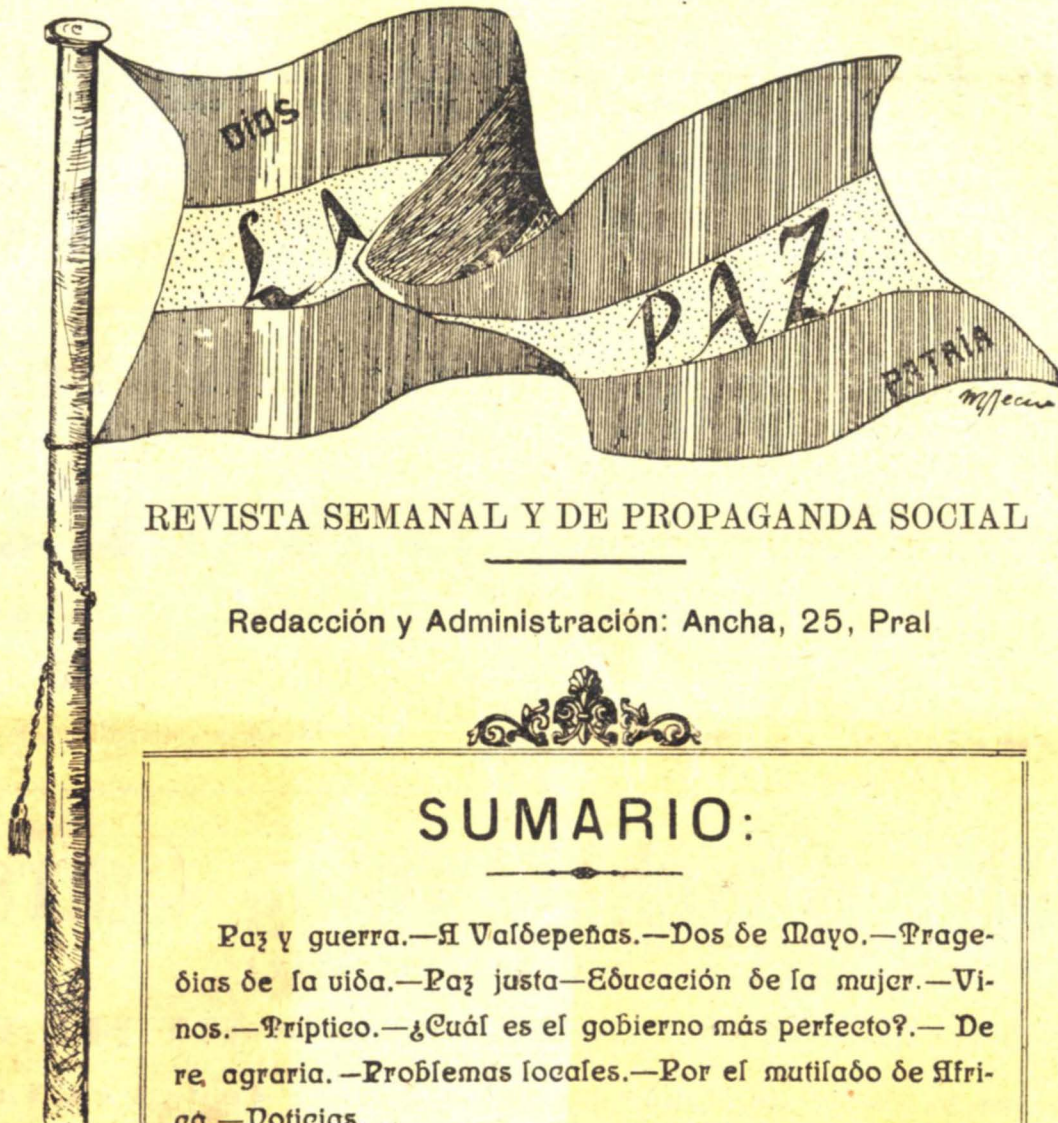 DIOS
LA PAZ
PATRIA
REVISTA SEMANAL Y DE PROPAGANDA SOCIAL
Redacción y Administración: Ancha, 25, Pral
SUMARIO:
Paz y guerra.—A Valdepeñas.—Dos de Mayo.—Trage-
dias de la vida.—Paz justa—Educación de la mujer.—Vi-
nos.—Tríptico.—¿Cuál es el gobierno más perfecto?.— De
re agraria.—Problemas locales.—Por el mutilado de Afri-
ca.—Noticias